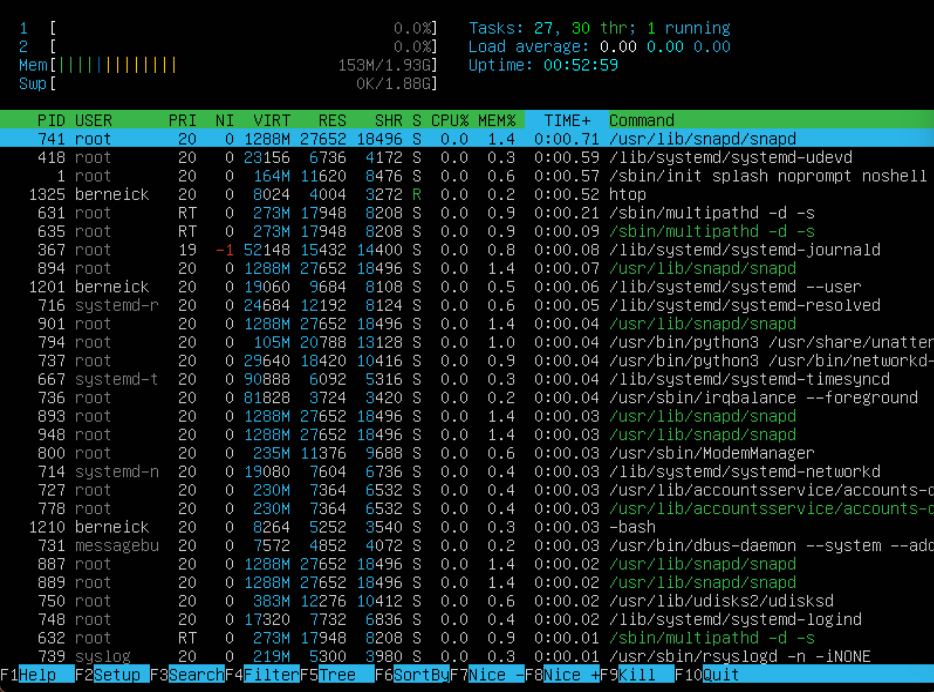 1 [ 0.0%] Tasks: 27, 30 thr; 1 running
2 [ 0.0%] Load average: 0.00 0.00 0.00
Mem[|||||||||||||| 153M/1.93G] Uptime: 00:52:59
Swp[ 0K/1.88G]
PID USER PRI NI VIRT RES SHR S CPU% MEM% TIME+ Command
741 root 20 0 1288M 27652 18496 S 0.0 1.4 0:00.71 /usr/lib/snapd/snapd
418 root 20 0 23156 6736 4172 S 0.0 0.3 0:00.59 /lib/systemd/systemd-udevd
1 root 20 0 164M 11620 8476 S 0.0 0.6 0:00.57 /sbin/init splash noprompt noshell
1325 berneick 20 0 8024 4004 3272 R 0.0 0.2 0:00.52 htop
631 root RT 0 273M 17948 8208 S 0.0 0.9 0:00.21 /sbin/multipathd -d -s
635 root RT 0 273M 17948 8208 S 0.0 0.9 0:00.09 /sbin/multipathd -d -s
367 root 19 -1 52148 15432 14400 S 0.0 0.8 0:00.08 /lib/systemd/systemd-journald
894 root 20 0 1288M 27652 18496 S 0.0 1.4 0:00.07 /usr/lib/snapd/snapd
1201 berneick 20 0 19060 9684 8108 S 0.0 0.5 0:00.06 /lib/systemd/systemd --user
716 systemd-r 20 0 24684 12192 8124 S 0.0 0.6 0:00.05 /lib/systemd/systemd-resolved
901 root 20 0 1288M 27652 18496 S 0.0 1.4 0:00.04 /usr/lib/snapd/snapd
794 root 20 0 105M 20788 13128 S 0.0 1.0 0:00.04 /usr/bin/python3 /usr/share/unatter
737 root 20 0 29640 18420 10416 S 0.0 0.9 0:00.04 /usr/bin/python3 /usr/bin/networkd-
667 systemd-t 20 0 90888 6092 5316 S 0.0 0.3 0:00.04 /lib/systemd/systemd-timesyncd
736 root 20 0 81828 3724 3420 S 0.0 0.2 0:00.04 /usr/sbin/irqbalance --foreground
893 root 20 0 1288M 27652 18496 S 0.0 1.4 0:00.03 /usr/lib/snapd/snapd
948 root 20 0 1288M 27652 18496 S 0.0 1.4 0:00.03 /usr/lib/snapd/snapd
800 root 20 0 235M 11376 9688 S 0.0 0.6 0:00.03 /usr/sbin/ModemManager
714 systemd-n 20 0 19080 7604 6736 S 0.0 0.4 0:00.03 /lib/systemd/systemd-networkd
727 root 20 0 230M 7364 6532 S 0.0 0.4 0:00.03 /usr/lib/accountsservice/accounts-d
778 root 20 0 230M 7364 6532 S 0.0 0.4 0:00.03 /usr/lib/accountsservice/accounts-d
1210 berneick 20 0 8264 5252 3540 S 0.0 0.3 0:00.03 -bash
731 messagebu 20 0 7572 4852 4072 S 0.0 0.2 0:00.03 /usr/bin/dbus-daemon --system --add
887 root 20 0 1288M 27652 18496 S 0.0 1.4 0:00.02 /usr/lib/snapd/snapd
889 root 20 0 1288M 27652 18496 S 0.0 1.4 0:00.02 /usr/lib/snapd/snapd
750 root 20 0 383M 12276 10412 S 0.0 0.6 0:00.02 /usr/lib/udisks2/udisksd
748 root 20 0 17320 7732 6836 S 0.0 0.4 0:00.02 /lib/systemd/systemd-logind
632 root RT 0 273M 17948 8208 S 0.0 0.9 0:00.01 /sbin/multipathd -d -s
739 syslog 20 0 219M 5300 3980 S 0.0 0.3 0:00.01 /usr/sbin/rsyslogd -n -iNONE
F1Help F2Setup F3SearchF4FilterF5Tree F6SortByF7Nice -F8Nice +F9Kill F10Quit